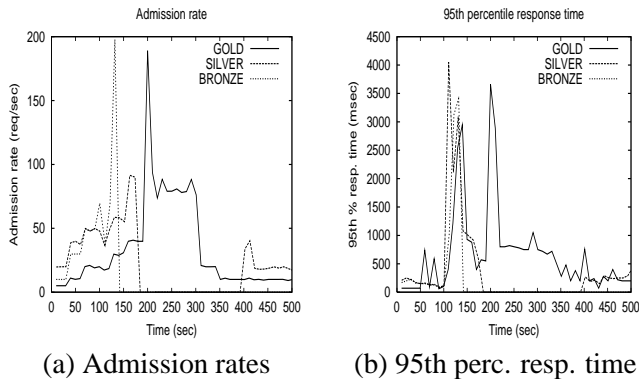 Admission rate
200
150
100
50
0
Admission rate (req/sec)
GOLD
SILVER
BRONZE
0 50 100 150 200 250 300 350 400 450 500
Time (sec)
(a) Admission rates
95th percentile response time
4500
4000
3500
3000
2500
2000
1500
1000
500
0
95th % resp. time (msec)
GOLD
SILVER
BRONZE
0 50 100 150 200 250 300 350 400 450 500
Time (sec)
(b) 95th perc. resp. time